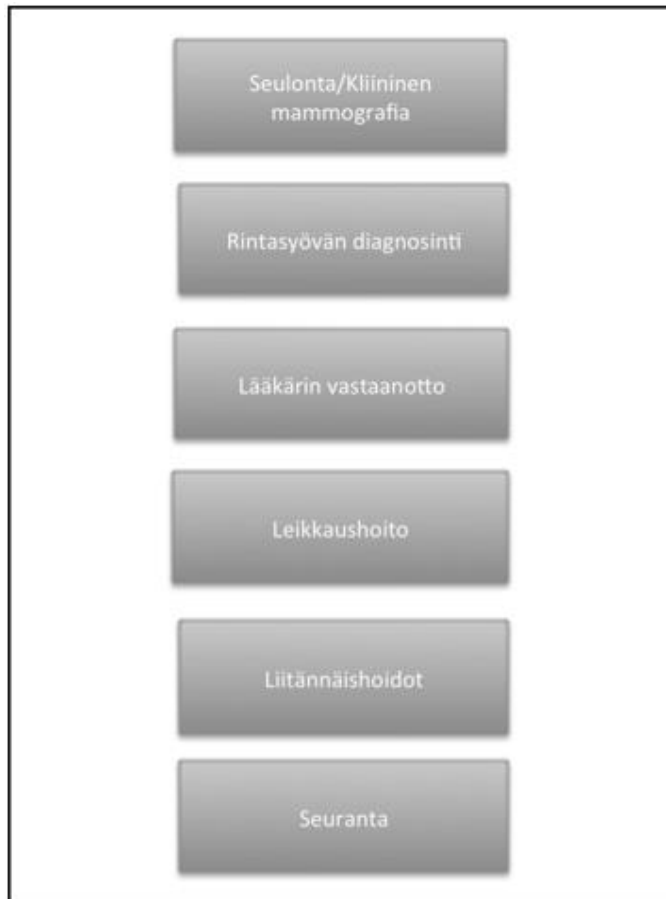 Seulonta/Kliininen
mammografia
Rintasyövän diagnosinti
Lääkärin vastaanotto
Leikkaushoito
Liitännäishoidot
Seuranta